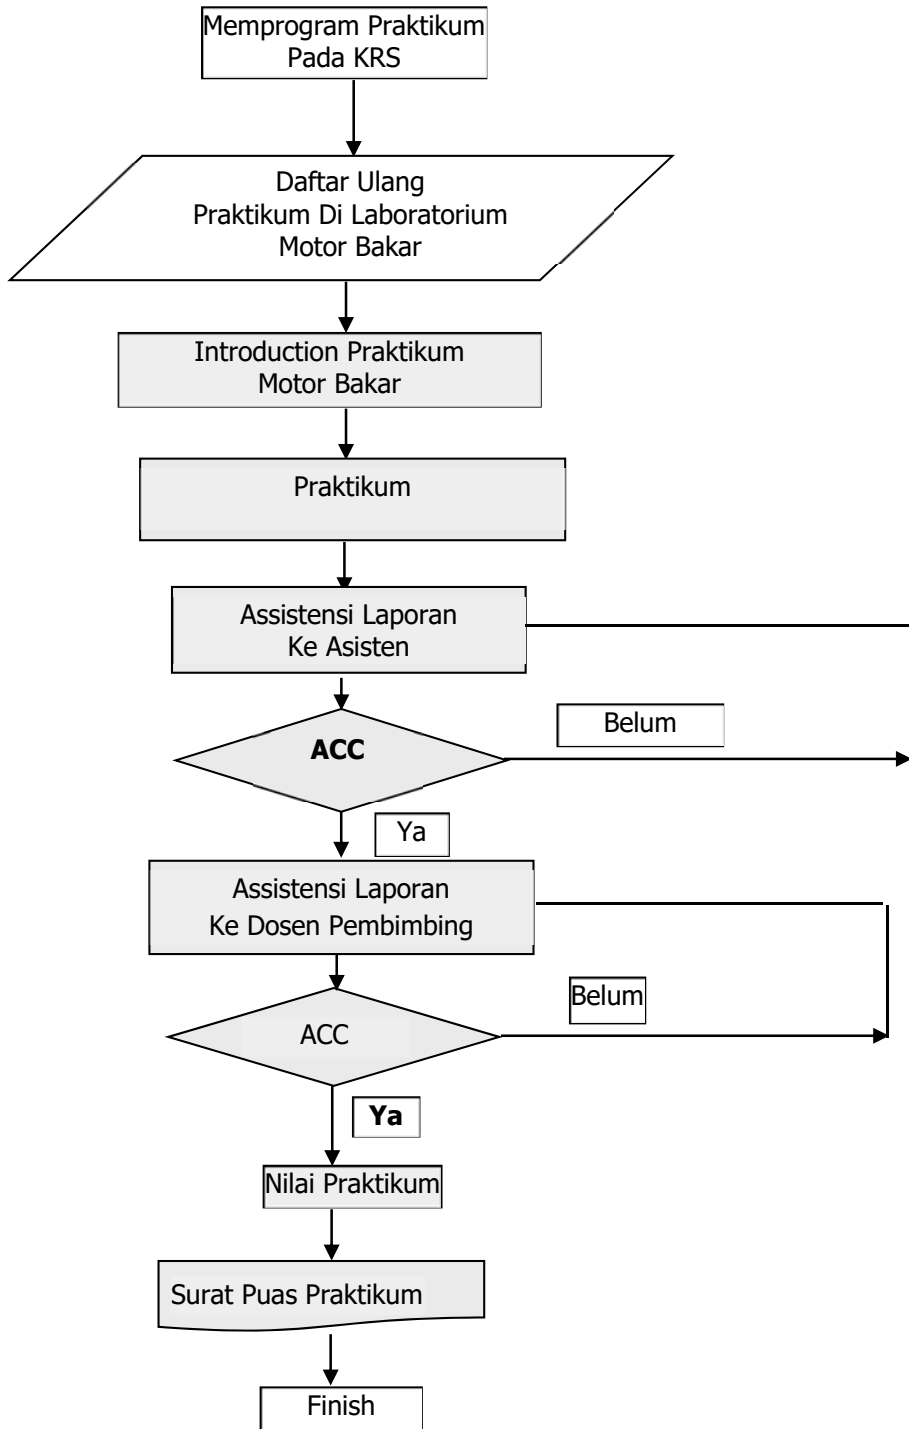 Memprogram Praktikum
Pada KRS
Daftar Ulang
Praktikum Di Laboratorium
Motor Bakar
Introduction Praktikum
Motor Bakar
Praktikum
Assistensi Laporan
Ke Asisten
ACC
Belum
Ya
Assistensi Laporan
Ke Dosen Pembimbing
Belum
ACC
Ya
Nilai Praktikum
Surat Puas Praktikum
Finish